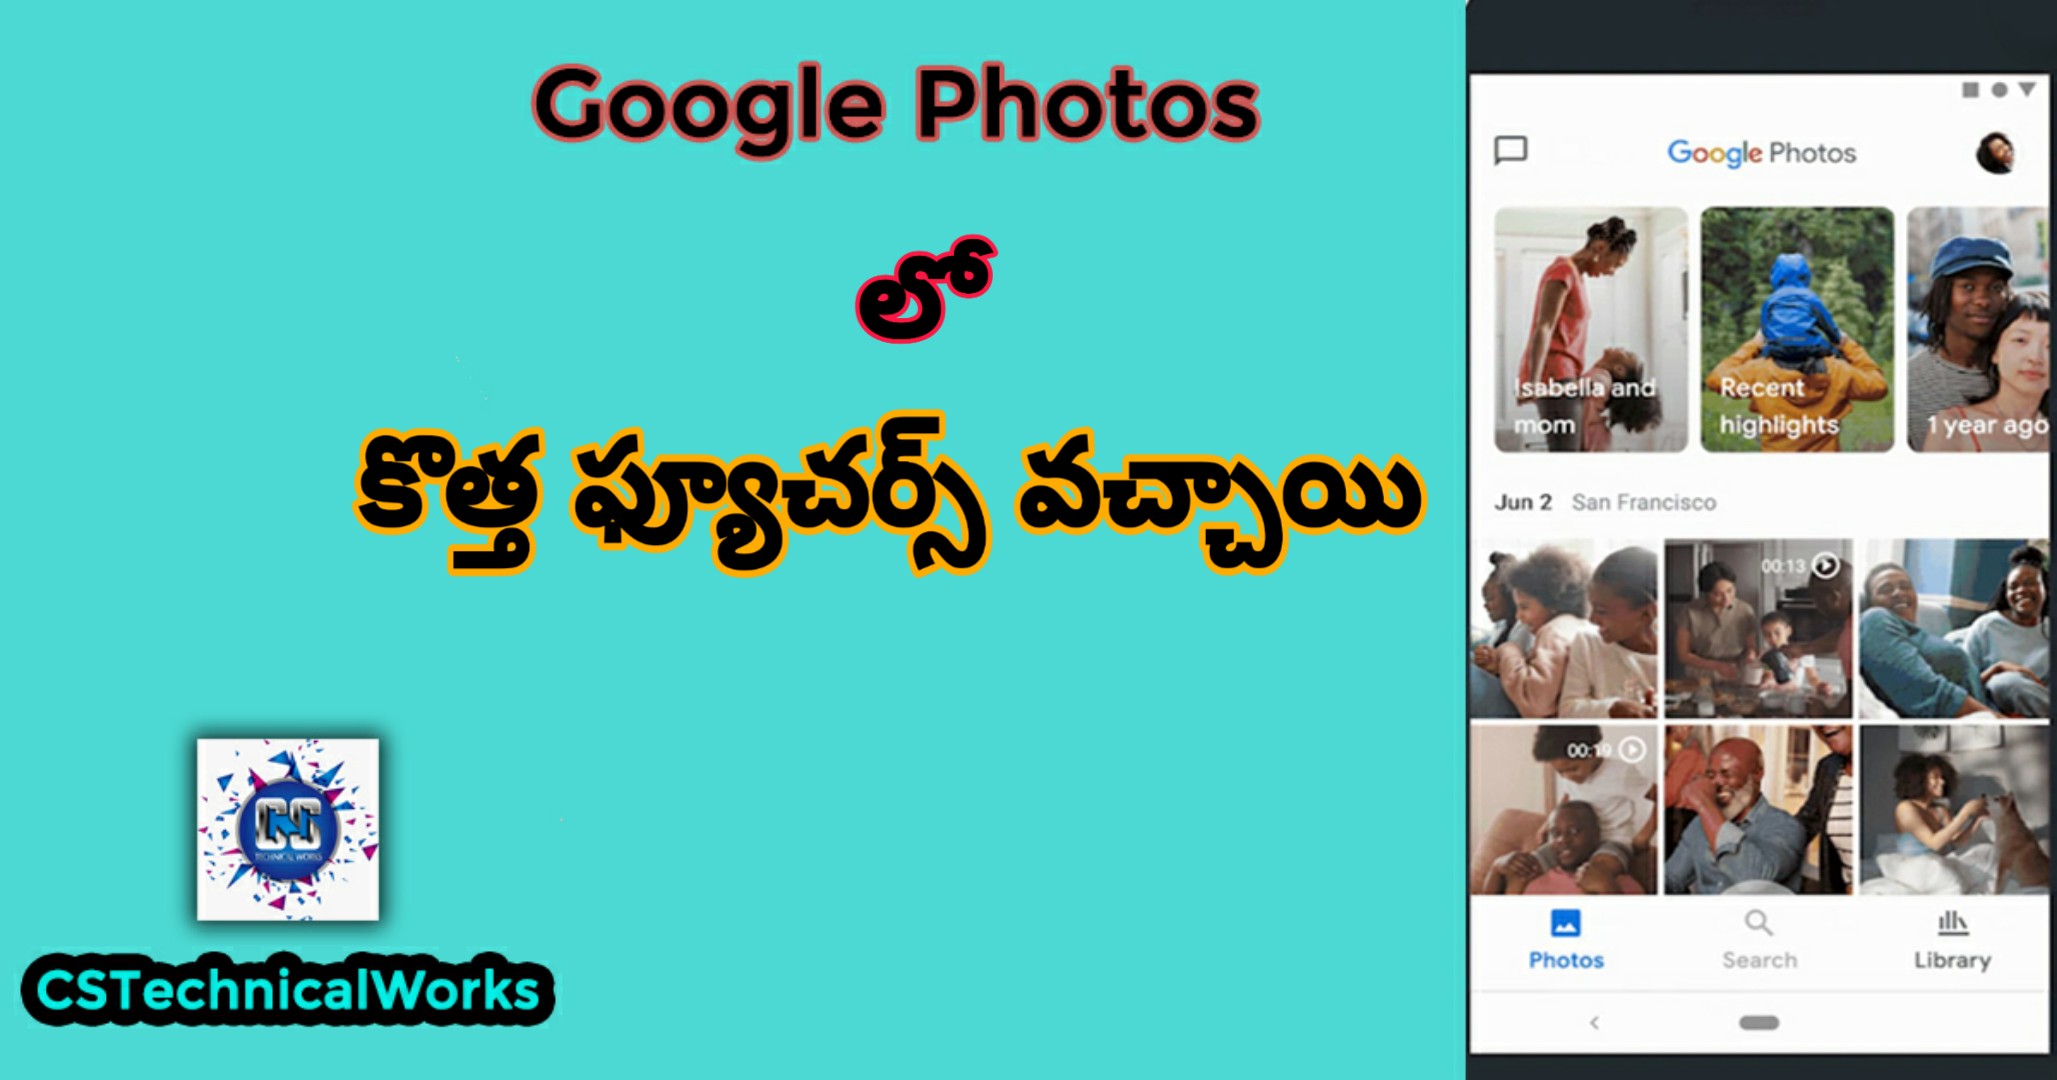 Google Photos
లో
కొత్త ఫ్యూచర్స్ వచ్చాయి
CS
TECHNICAL WORKS
CSTechnicalWorks
Google Photos
Isabella and
mom
Recent
highlights
1 year ago
Jun 2 San Francisco
00:13
00:19
Photos Search Library